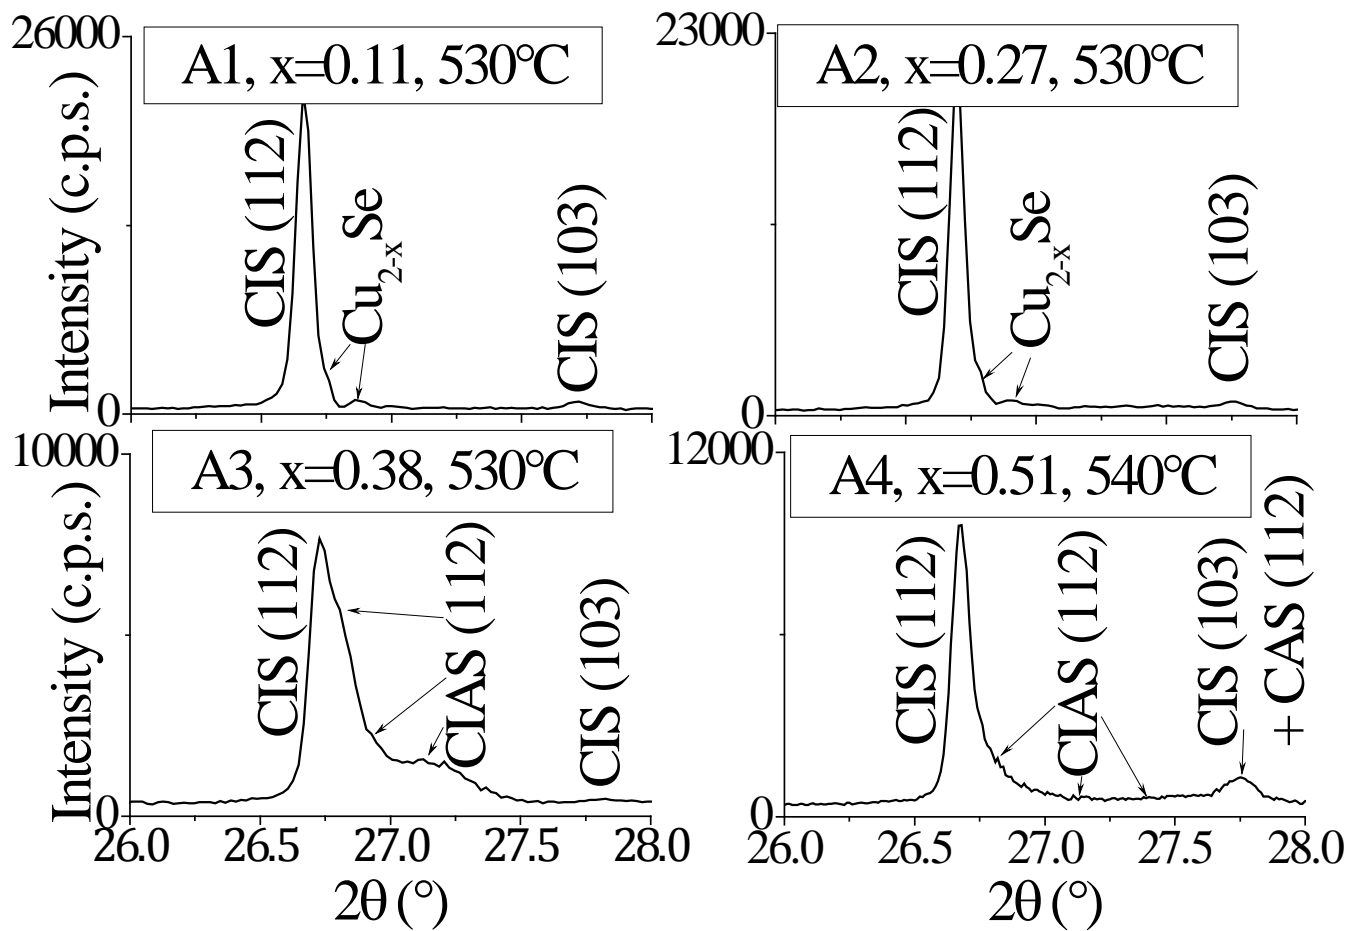 26000
A1, x=0.11, 530°C
Intensity (c.p.s.)
CIS (112)
Cu2-xSe
CIS (103)
0
23000
A2, x=0.27, 530°C
CIS (112)
Cu2-xSe
CIS (103)
0
10000
A3, x=0.38, 530°C
Intensity (c.p.s.)
CIS (112)
CIAS (112)
CIS (103)
0
26.0 26.5 27.0 27.5 28.0
2θ (°)
12000
A4, x=0.51, 540°C
CIS (112)
CIAS (112)
CIS (103)
+ CAS (112)
0
26.0 26.5 27.0 27.5 28.0
2θ (°)